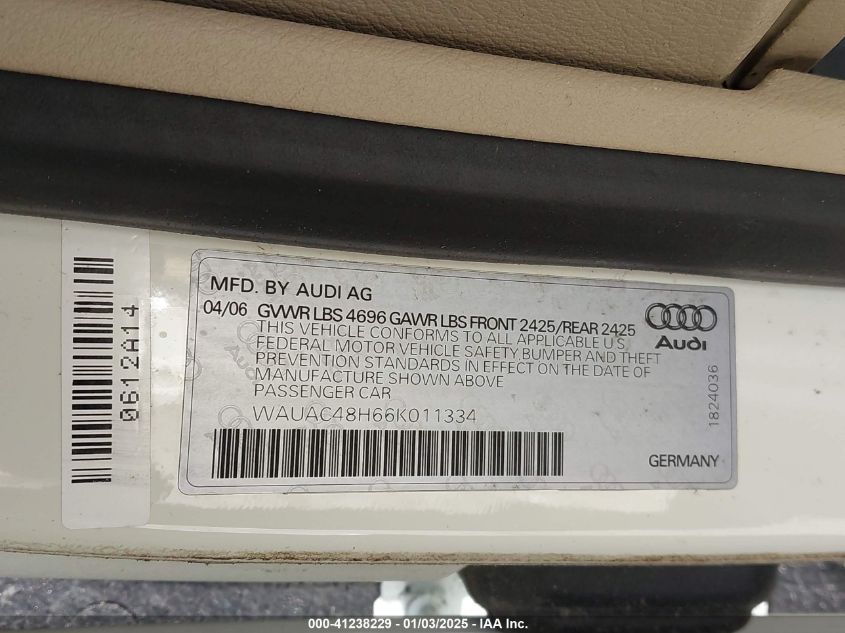 MFD. BY AUDI AG
04/06 GVWR LBS 4696 GAWR LBS FRONT 2425/REAR 2425
THIS VEHICLE CONFORMS TO ALL APPLICABLE U.S.
FEDERAL MOTOR VEHICLE SAFETY, BUMPER AND THEFT
PREVENTION STANDARDS IN EFFECT ON THE DATE OF
MANUFACTURE SHOWN ABOVE
PASSENGER CAR
WAUAC48H66K011334
Audi
1824036
GERMANY
0612A14
000-41238229 - 01/03/2025 - IAA Inc.